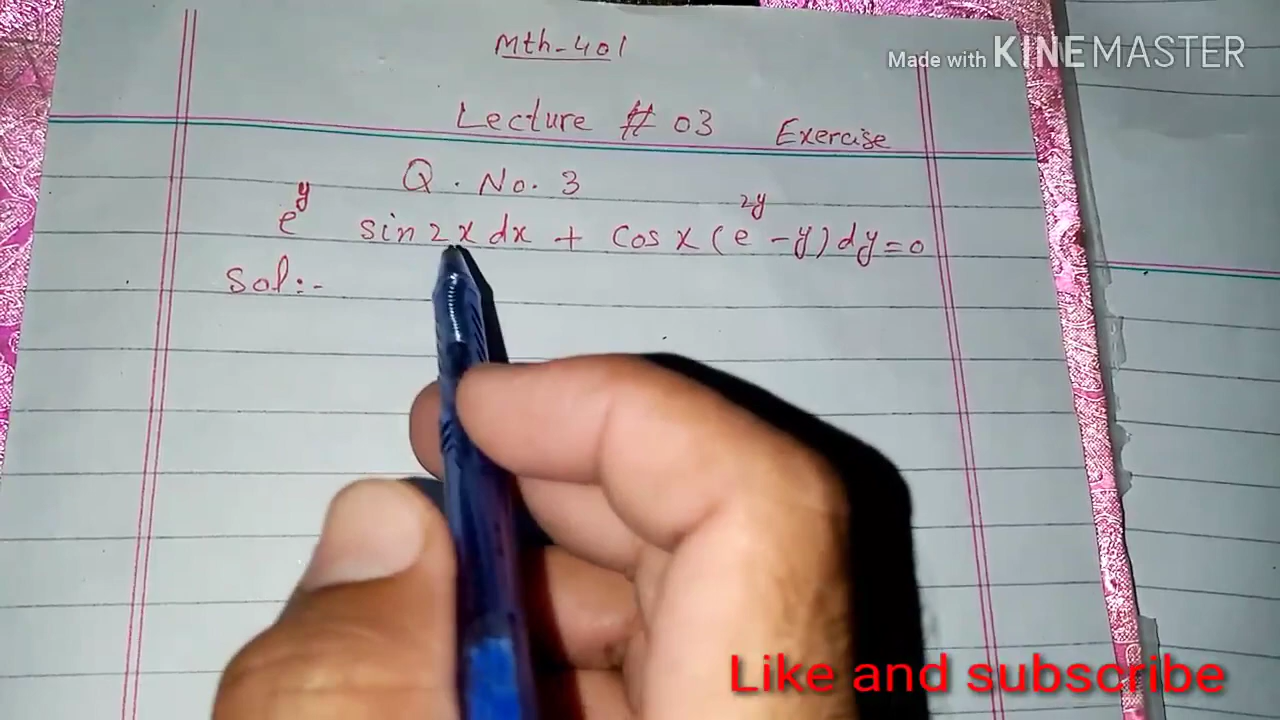 Mth-401
Made with KINEMASTER
Lecture # 03 Exercise
Q. No. 3
e^y sin 2x dx + Cos x (e^2y - y) dy = 0
Sol:-
Like and subscribe